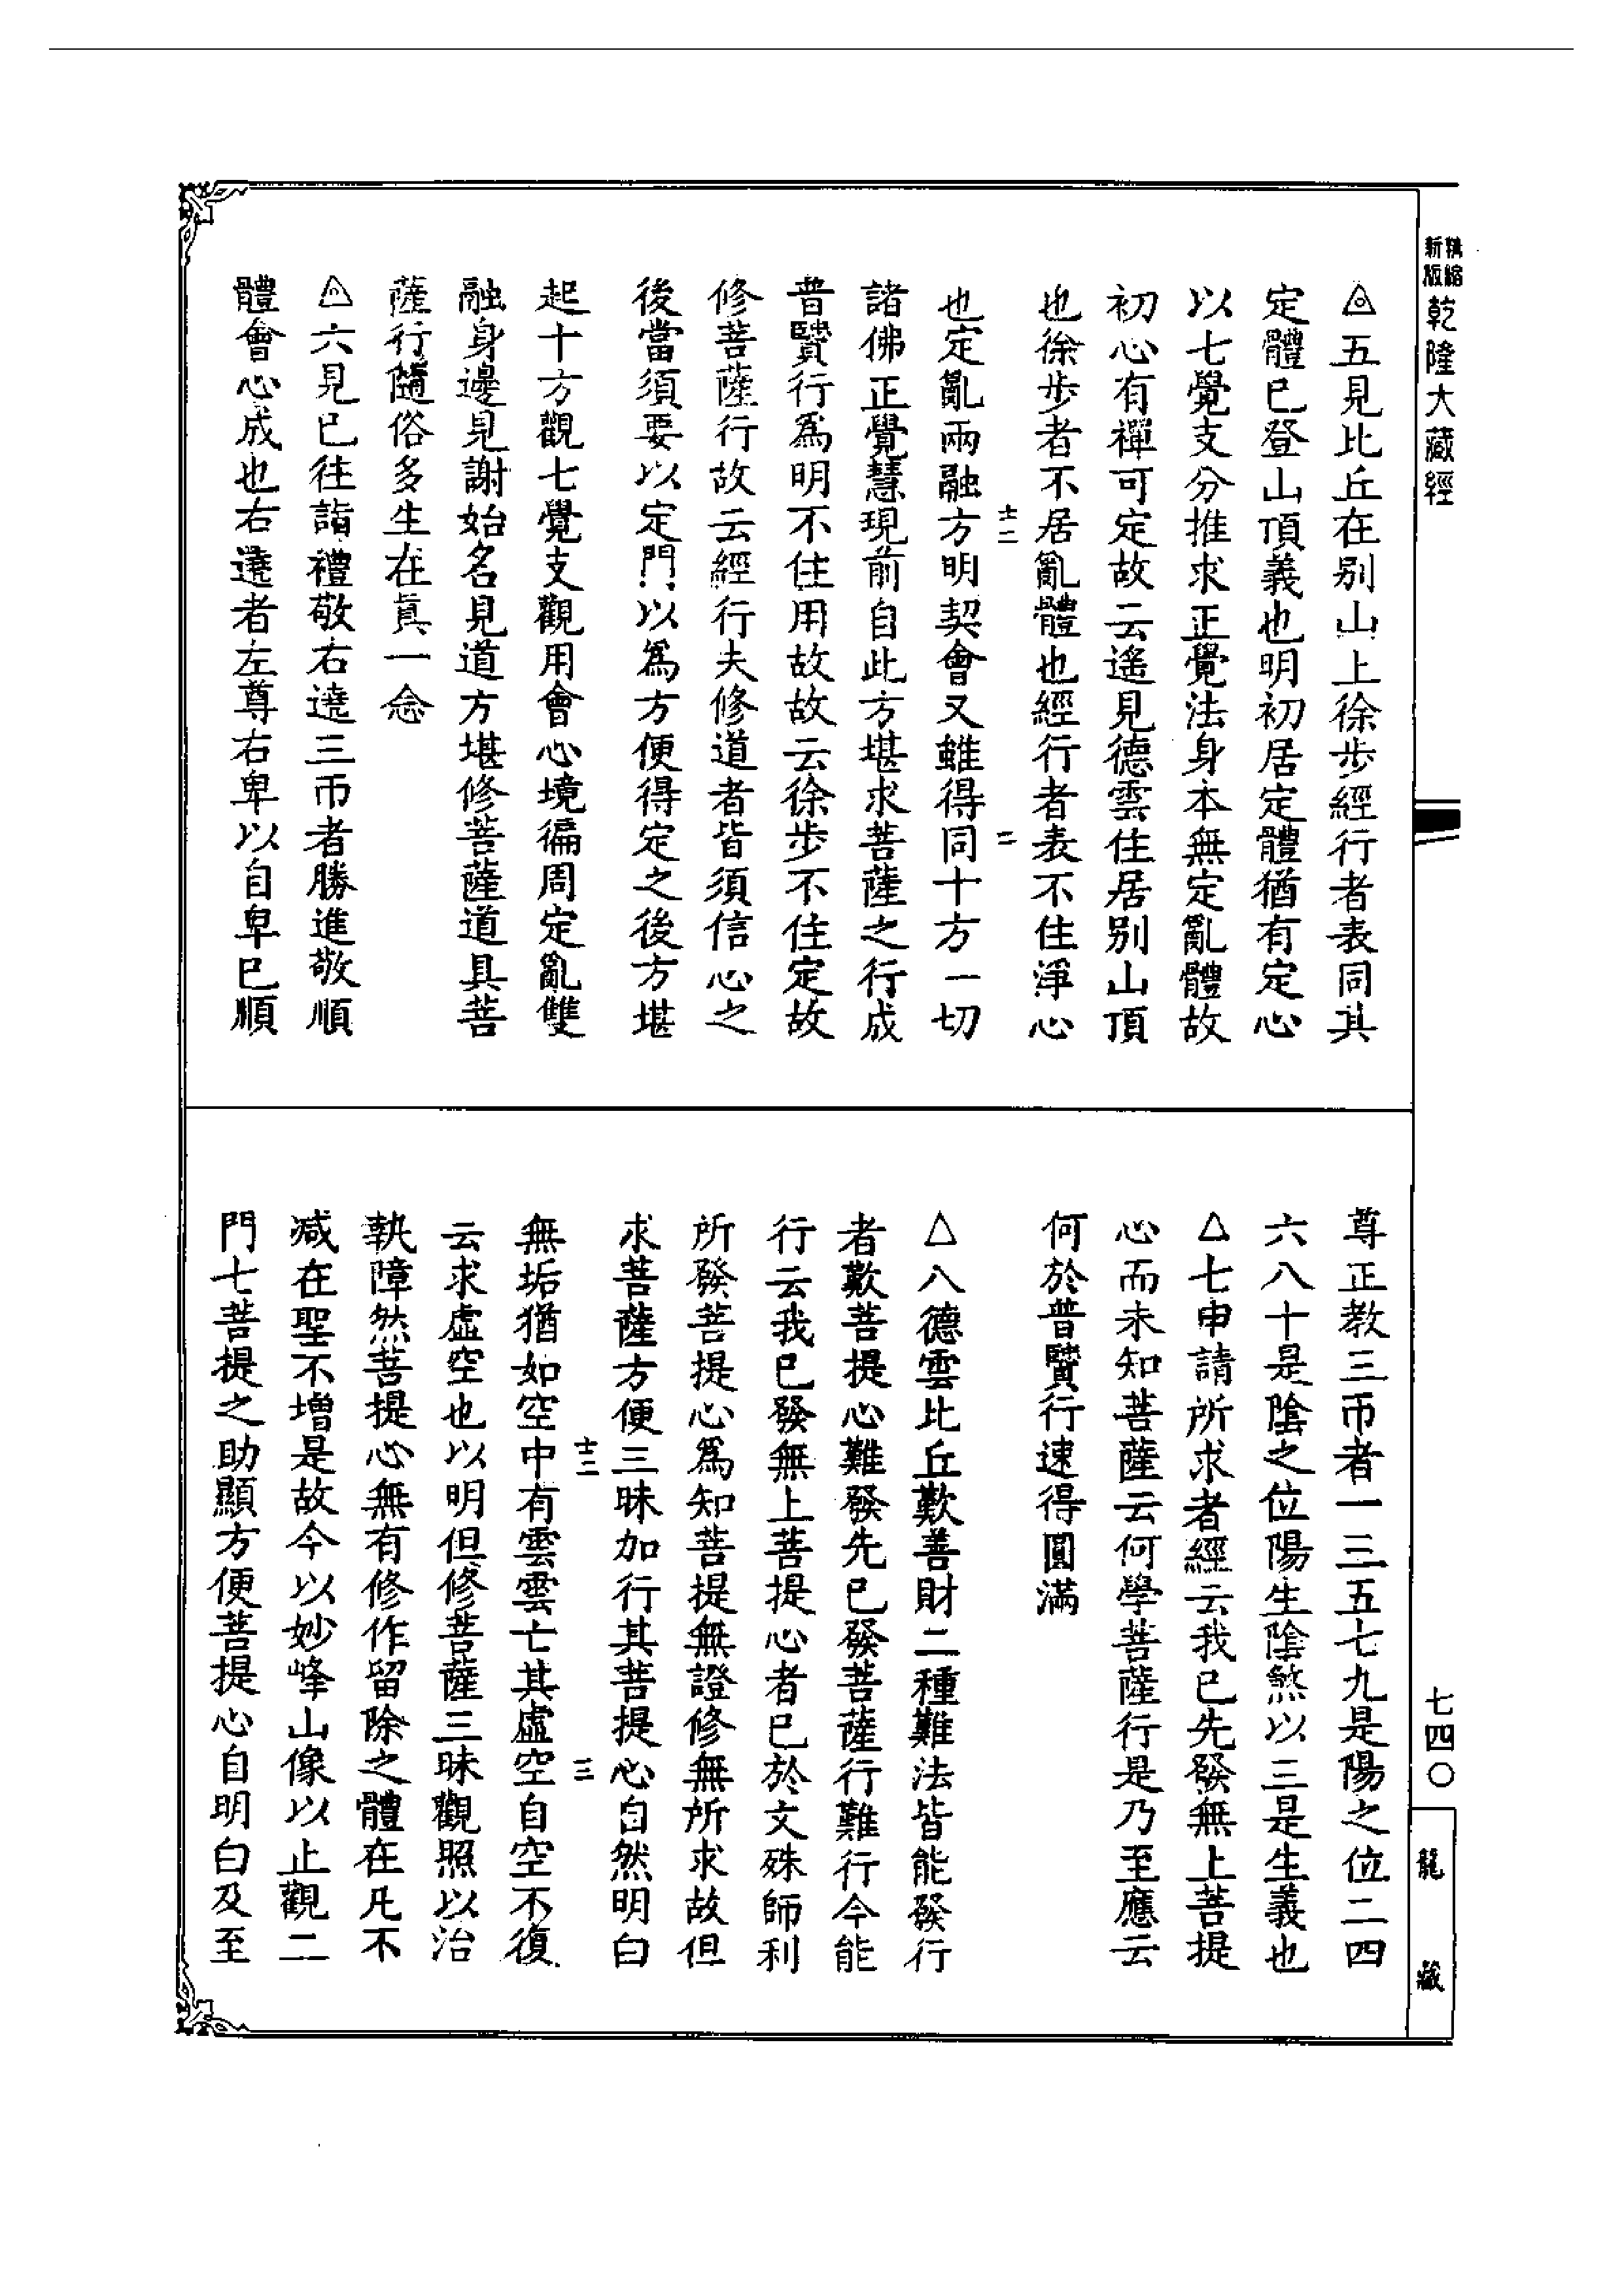 精縮
新版
乾隆大藏經
△五見比丘在別山上徐步經行者表同其
定體已登山頂義也明初居定體猶有定心
以七覺支分推求正覺法身本無定亂體故
初心有禪可定故云遙見德雲住居別山頂
也徐步者不居亂體也經行者表不住淨心
十二 二
也定亂兩融方明契會又雖得同十方一切
諸佛正覺慧現前自此方堪求菩薩之行成
普賢行爲明不住用故故云徐步不住定故
修菩薩行故云經行夫修道者皆須信心之
後當須要以定門以爲方便得定之後方堪
起十方觀七覺支觀用會心境徧周定亂雙
融身邊見謝始名見道方堪修菩薩道具菩
薩行隨俗多生在眞一念
△六見已往詣禮敬右遶三帀者勝進敬順
體會心成也右遶者左尊右卑以自卑已順
尊正教三帀者一三五七九是陽之位二四
六八十是陰之位陽生陰煞以三是生義也
△七申請所求者經云我已先發無上菩提
心而未知菩薩云何學菩薩行是乃至應云
何於普賢行速得圓滿
△八德雲比丘歎善財二種難法皆能發行
者歎菩提心難發先已發菩薩行難行今能
行云我已發無上菩提心者已於文殊師利
所發菩提心爲知菩提無證修無所求故但
求菩薩方便三昧加行其菩提心自然明白
十二 三
無垢猶如空中有雲雲亡其虛空自空不復
云求虛空也以明但修菩薩三昧觀照以治
執障然菩提心無有修作留除之體在凡不
減在聖不增是故今以妙峰山像以止觀二
門七菩提之助顯方便菩提心自明白及至
七四〇
龍藏